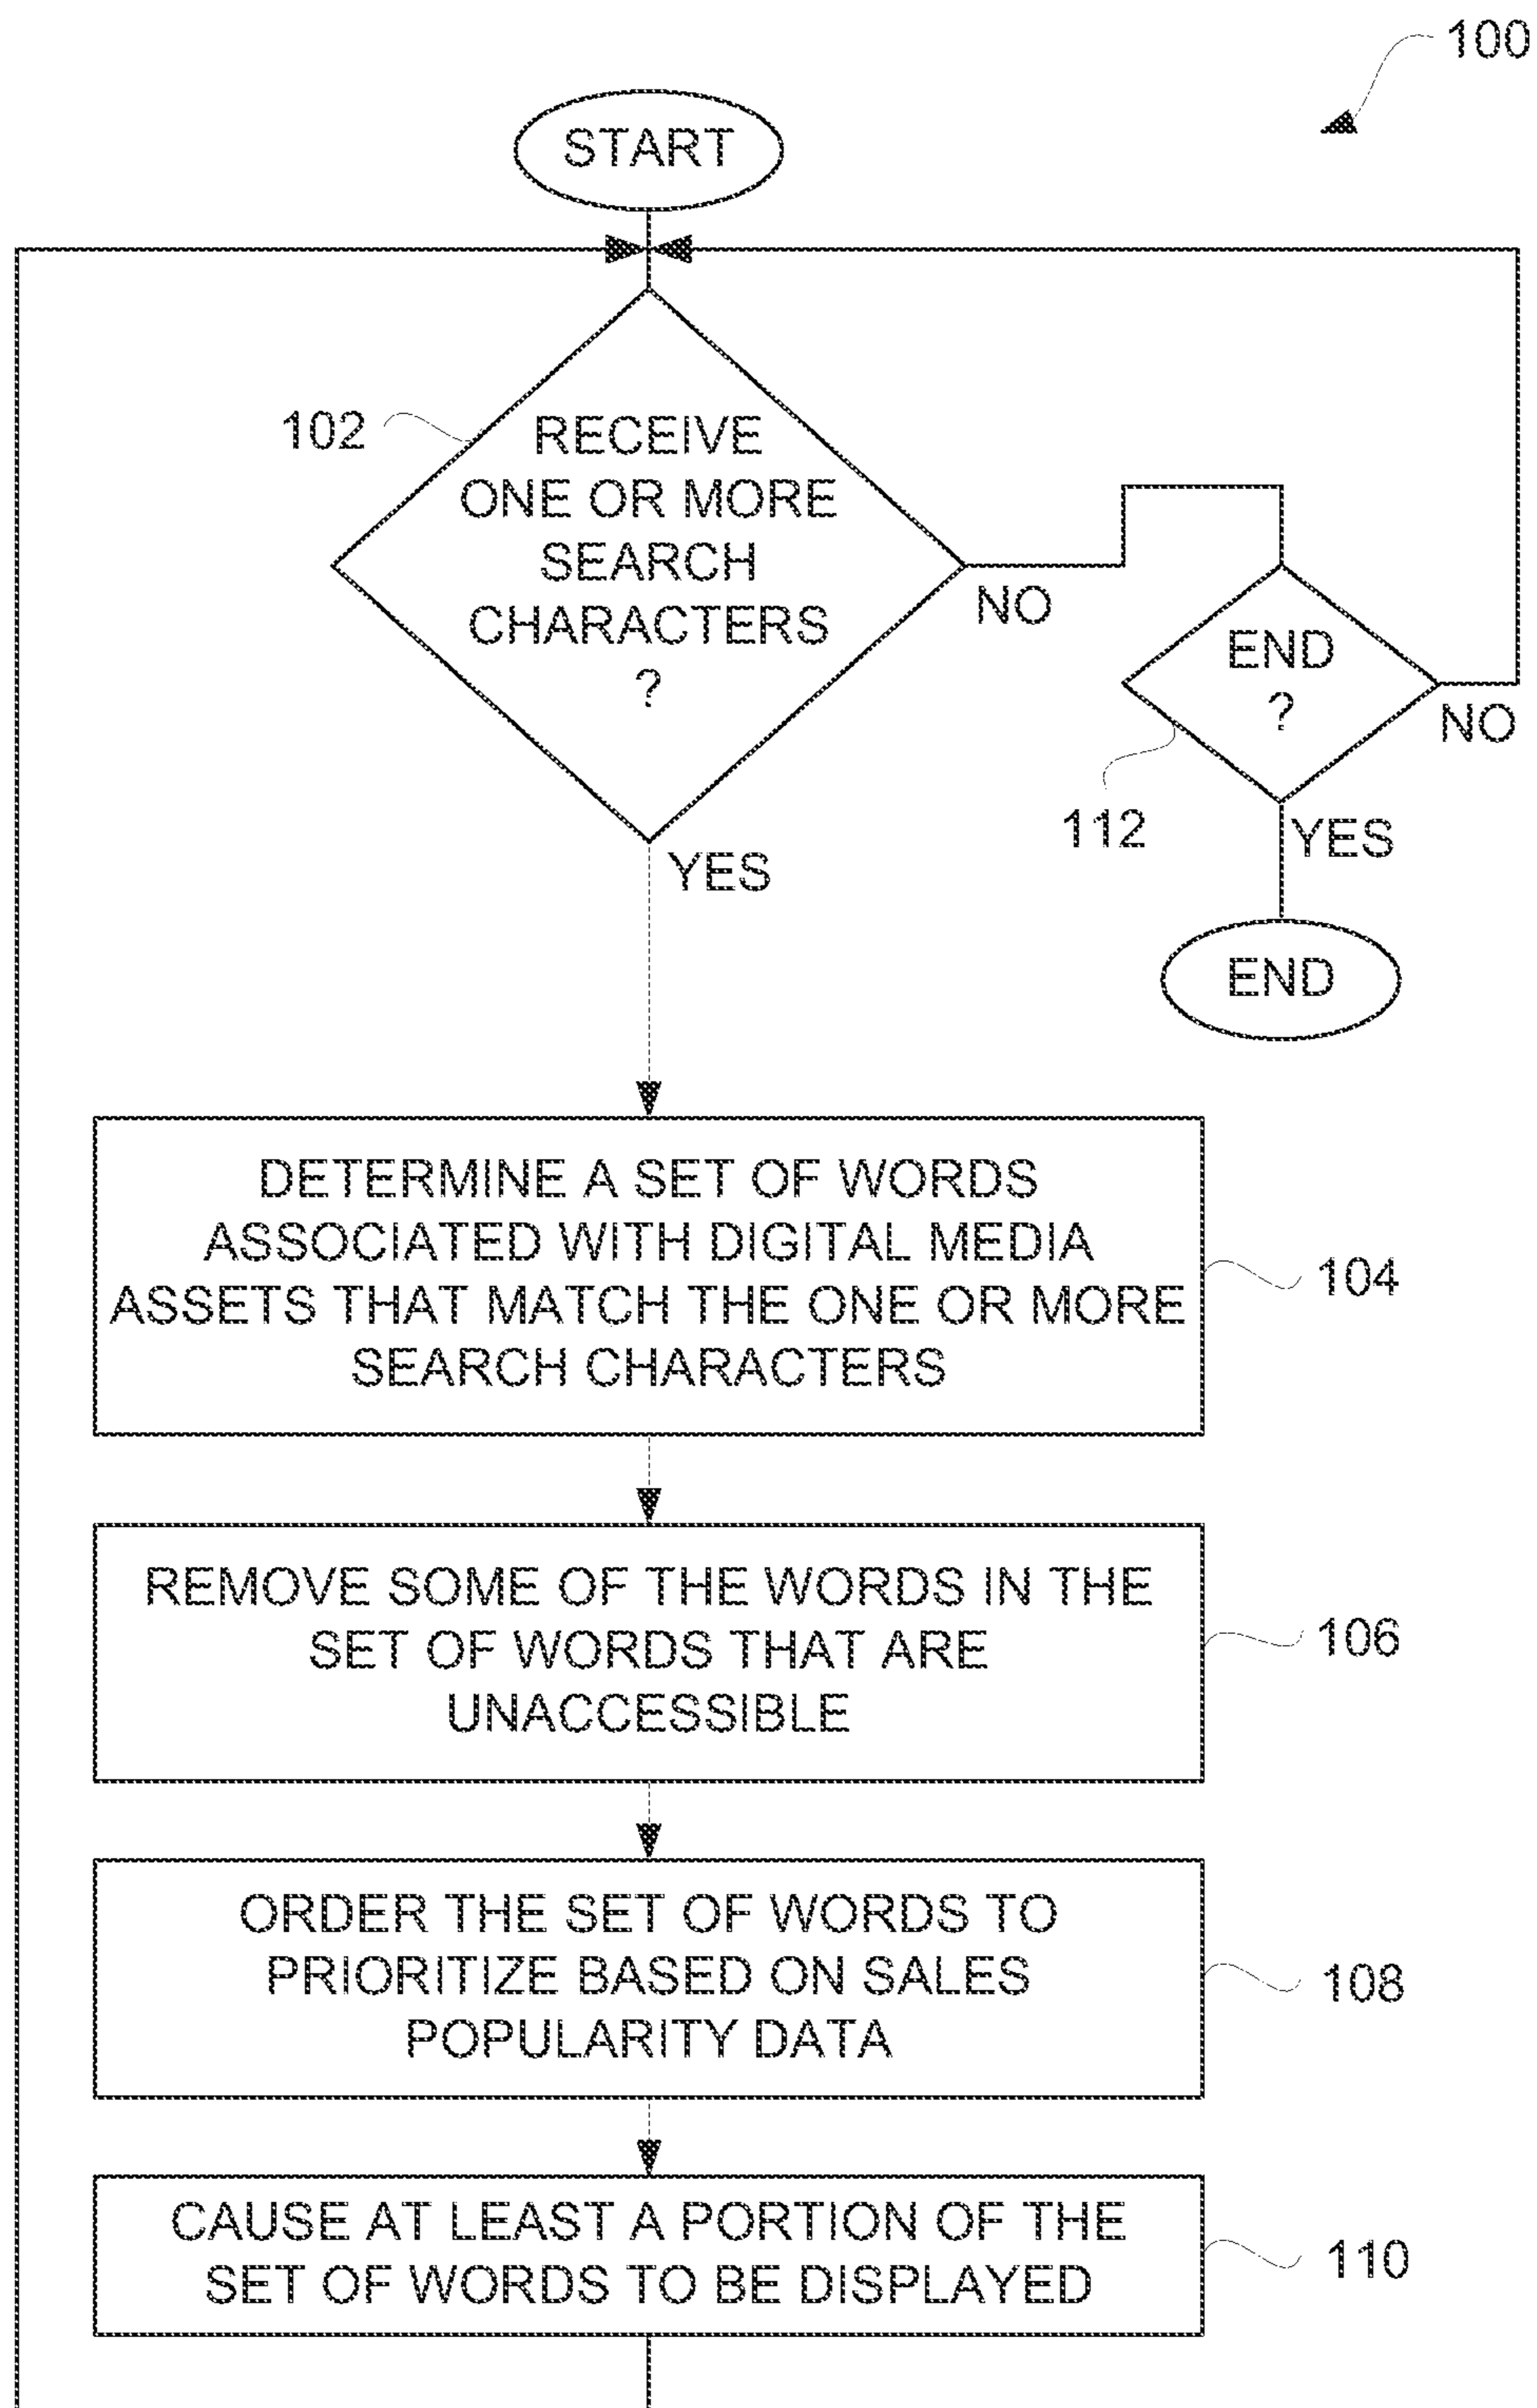 100
START
102
RECEIVE
ONE OR MORE
SEARCH
CHARACTERS
?
NO
END
?
NO
112
YES
YES
END
DETERMINE A SET OF WORDS
ASSOCIATED WITH DIGITAL MEDIA
ASSETS THAT MATCH THE ONE OR MORE
SEARCH CHARACTERS
104
REMOVE SOME OF THE WORDS IN THE
SET OF WORDS THAT ARE
UNACCESSIBLE
106
ORDER THE SET OF WORDS TO
PRIORITIZE BASED ON SALES
POPULARITY DATA
108
CAUSE AT LEAST A PORTION OF THE
SET OF WORDS TO BE DISPLAYED
110